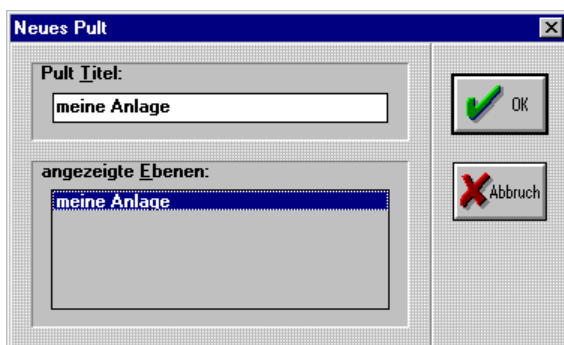 Neues Pult
Pult Titel:
meine Anlage
OK
angezeigte Ebenen:
meine Anlage
Abbruch